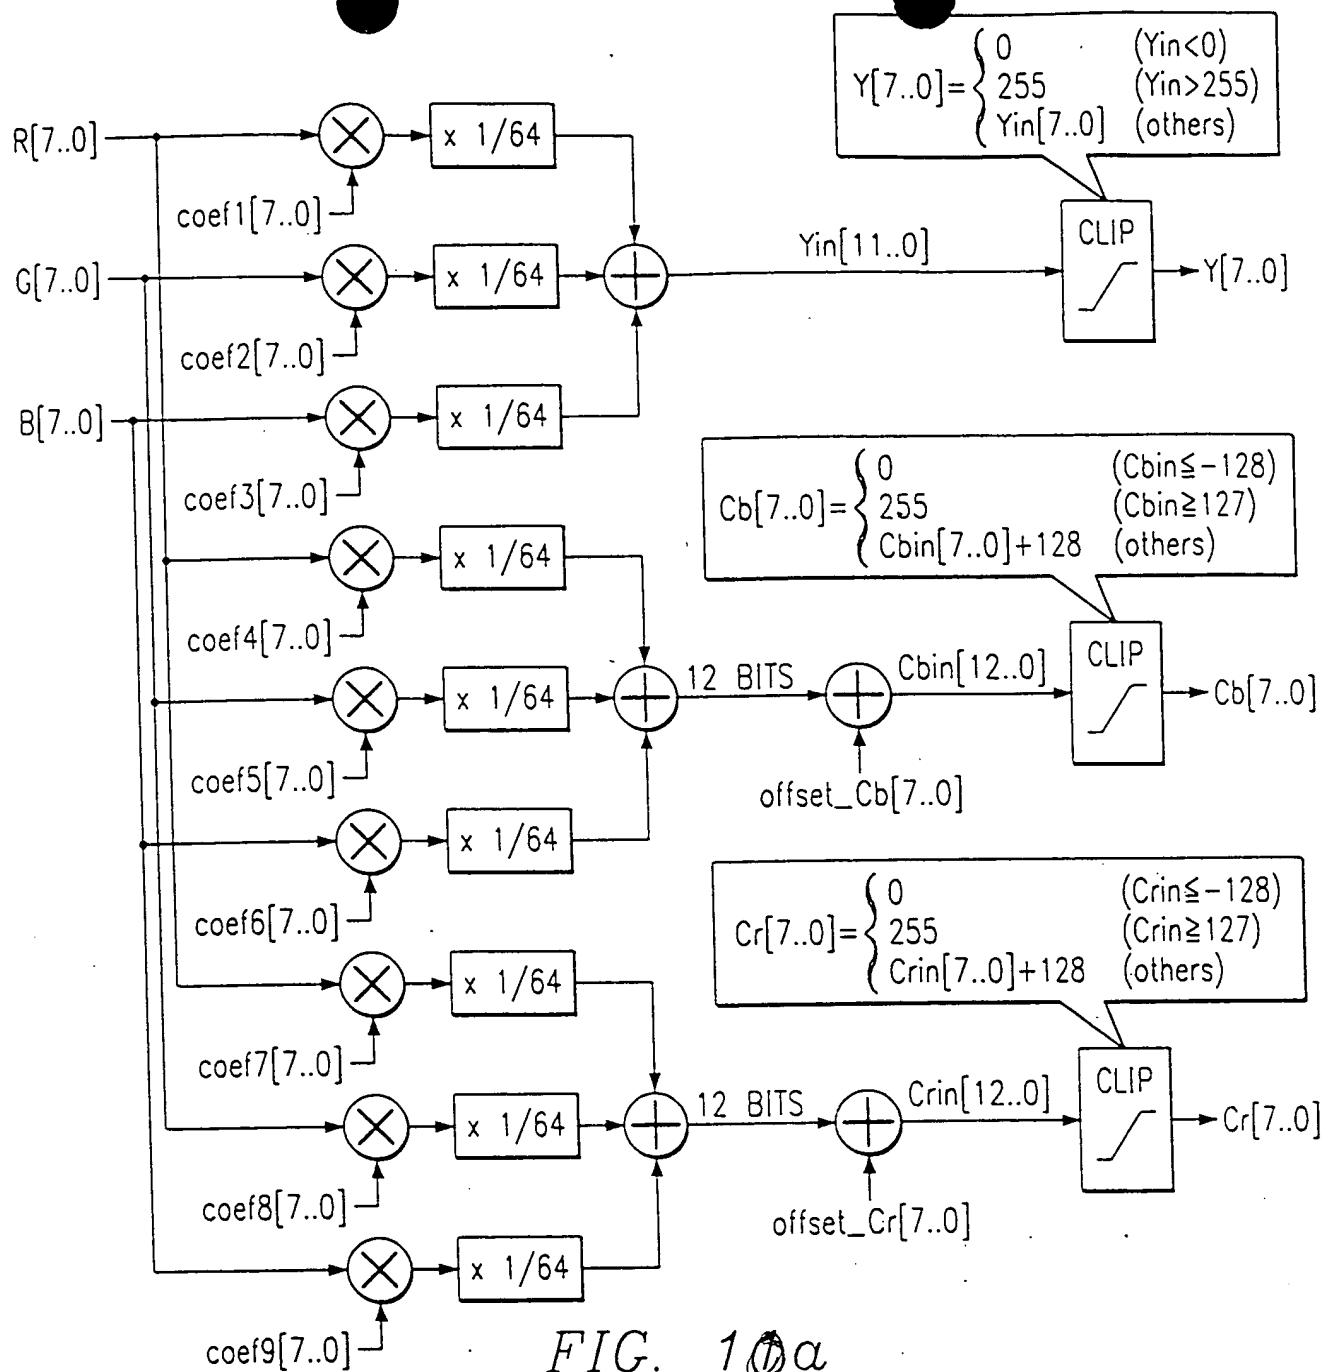 Y[7..0]= 0 (Yin<0)
255 (Yin>255)
Yin[7..0] (others)
R[7..0]
x 1/64
coef1[7..0]
CLIP
Yin[11..0]
Y[7..0]
G[7..0]
x 1/64
coef2[7..0]
B[7..0]
x 1/64
coef3[7..0]
Cb[7..0]= 0 (Cbin≦-128)
255 (Cbin≧127)
Cbin[7..0]+128 (others)
x 1/64
coef4[7..0]
CLIP
12 BITS
Cbin[12..0]
Cb[7..0]
x 1/64
coef5[7..0]
offset_Cb[7..0]
x 1/64
coef6[7..0]
Cr[7..0]= 0 (Crin≦-128)
255 (Crin≧127)
Crin[7..0]+128 (others)
x 1/64
coef7[7..0]
CLIP
12 BITS
Crin[12..0]
Cr[7..0]
x 1/64
coef8[7..0]
offset_Cr[7..0]
x 1/64
coef9[7..0]
FIG.